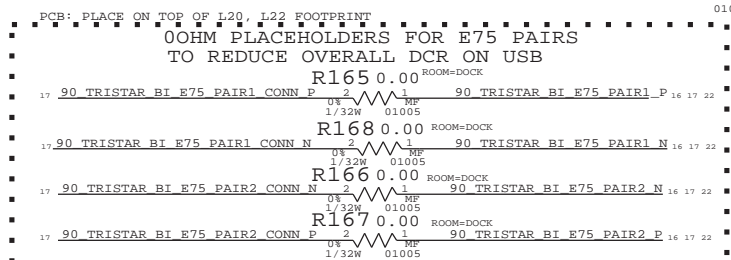 PCB: PLACE ON TOP OF L20, L22 FOOTPRINT
010
0OHM PLACEHOLDERS FOR E75 PAIRS
TO REDUCE OVERALL DCR ON USB
R165 0.00 ROOM=DOCK
17 90_TRISTAR_BI_E75_PAIR1_CONN_P 2 1 90_TRISTAR_BI_E75_PAIR1_P 16 17 22
0% MF
1/32W 01005
R168 0.00 ROOM=DOCK
17 90_TRISTAR_BI_E75_PAIR1_CONN_N 2 1 90_TRISTAR_BI_E75_PAIR1_N 16 17 22
0% MF
1/32W 01005
R166 0.00 ROOM=DOCK
17 90_TRISTAR_BI_E75_PAIR2_CONN_N 2 1 90_TRISTAR_BI_E75_PAIR2_N 16 17 22
0% MF
1/32W 01005
R167 0.00 ROOM=DOCK
17 90_TRISTAR_BI_E75_PAIR2_CONN_P 2 1 90_TRISTAR_BI_E75_PAIR2_P 16 17 22
0% MF
1/32W 01005